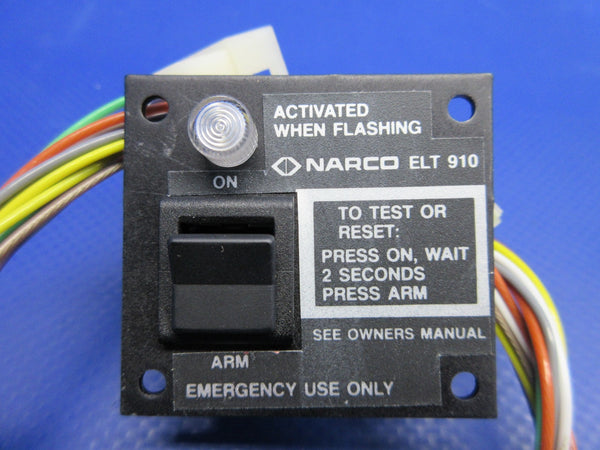 ACTIVATED
WHEN FLASHING
NARCO ELT 910
ON
TO TEST OR
RESET:
PRESS ON, WAIT
2 SECONDS
PRESS ARM
SEE OWNERS MANUAL
ARM
EMERGENCY USE ONLY